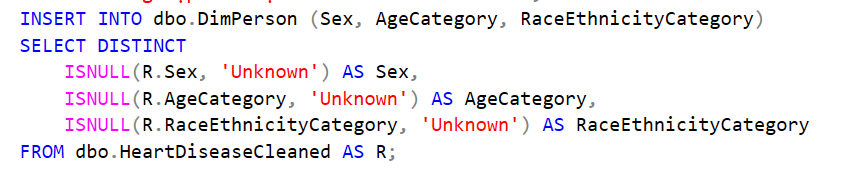 INSERT INTO dbo.DimPerson (Sex, AgeCategory, RaceEthnicityCategory)
SELECT DISTINCT
    ISNULL(R.Sex, 'Unknown') AS Sex,
    ISNULL(R.AgeCategory, 'Unknown') AS AgeCategory,
    ISNULL(R.RaceEthnicityCategory, 'Unknown') AS RaceEthnicityCategory
FROM dbo.HeartDiseaseCleaned AS R;